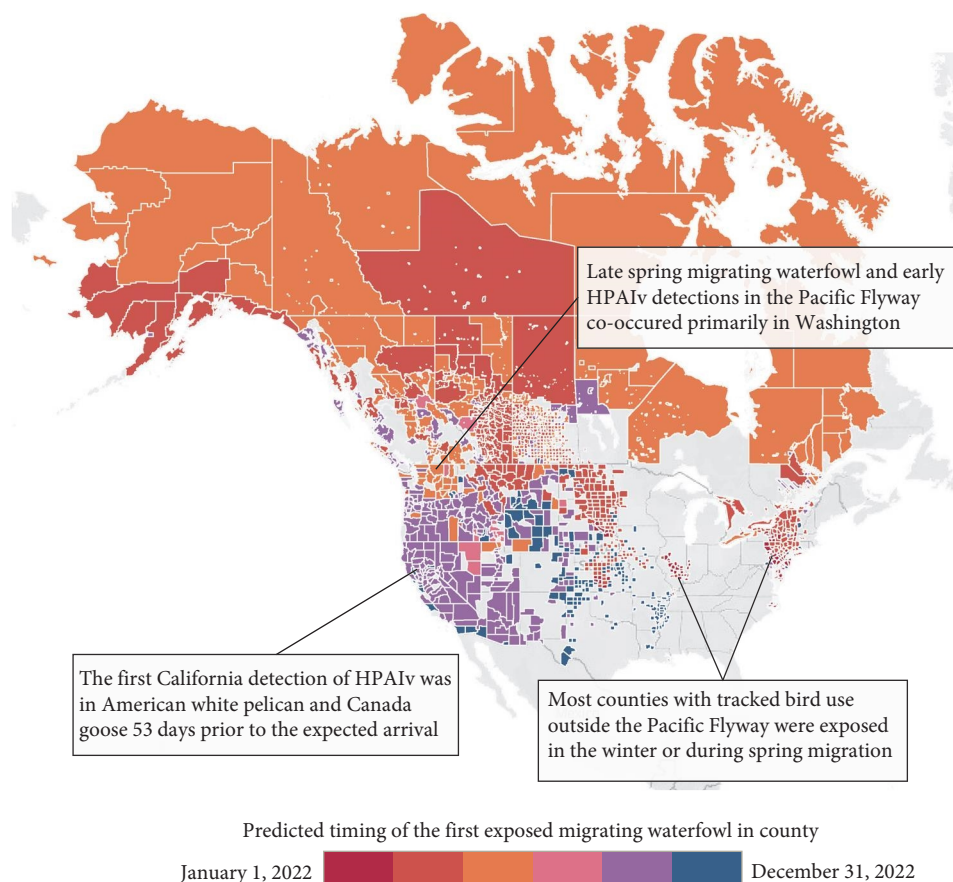 Late spring migrating waterfowl and early
HPAIv detections in the Pacific Flyway
co-occured primarily in Washington
The first California detection of HPAIv was
in American white pelican and Canada
goose 53 days prior to the expected arrival
Most counties with tracked bird use
outside the Pacific Flyway were exposed
in the winter or during spring migration
Predicted timing of the first exposed migrating waterfowl in county
January 1, 2022
December 31, 2022